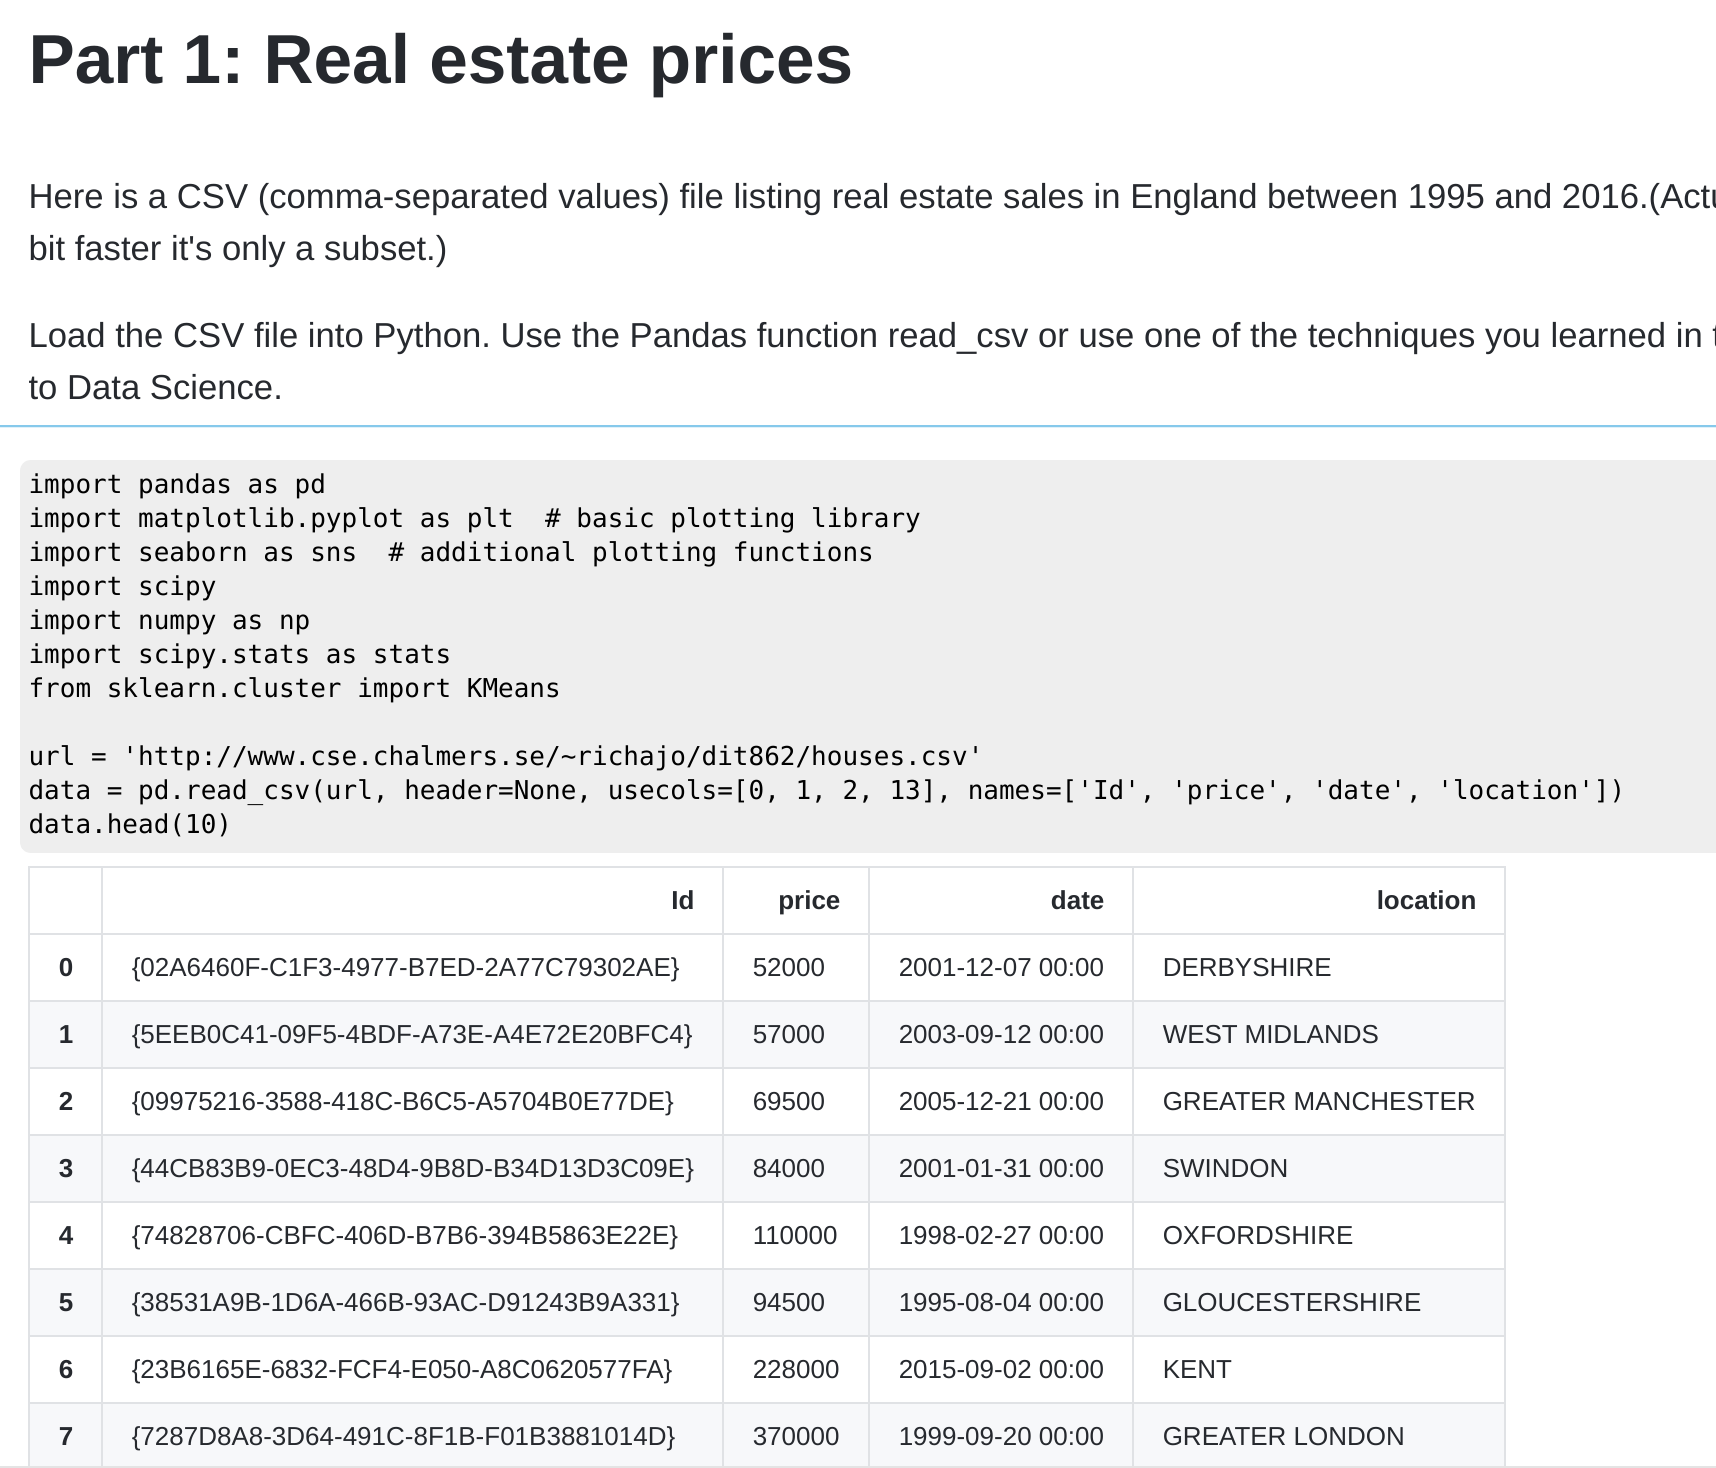 Part 1: Real estate prices
Here is a CSV (comma-separated values) file listing real estate sales in England between 1995 and 2016.(Actu
bit faster it's only a subset.)
Load the CSV file into Python. Use the Pandas function read_csv or use one of the techniques you learned in t
to Data Science.
import pandas as pd
import matplotlib.pyplot as plt  # basic plotting library
import seaborn as sns  # additional plotting functions
import scipy
import numpy as np
import scipy.stats as stats
from sklearn.cluster import KMeans
url = 'http://www.cse.chalmers.se/~richajo/dit862/houses.csv'
data = pd.read_csv(url, header=None, usecols=[0, 1, 2, 13], names=['Id', 'price', 'date', 'location'])
data.head(10)
Id price date location
0 {02A6460F-C1F3-4977-B7ED-2A77C79302AE} 52000 2001-12-07 00:00 DERBYSHIRE
1 {5EEB0C41-09F5-4BDF-A73E-A4E72E20BFC4} 57000 2003-09-12 00:00 WEST MIDLANDS
2 {09975216-3588-418C-B6C5-A5704B0E77DE} 69500 2005-12-21 00:00 GREATER MANCHESTER
3 {44CB83B9-0EC3-48D4-9B8D-B34D13D3C09E} 84000 2001-01-31 00:00 SWINDON
4 {74828706-CBFC-406D-B7B6-394B5863E22E} 110000 1998-02-27 00:00 OXFORDSHIRE
5 {38531A9B-1D6A-466B-93AC-D91243B9A331} 94500 1995-08-04 00:00 GLOUCESTERSHIRE
6 {23B6165E-6832-FCF4-E050-A8C0620577FA} 228000 2015-09-02 00:00 KENT
7 {7287D8A8-3D64-491C-8F1B-F01B3881014D} 370000 1999-09-20 00:00 GREATER LONDON